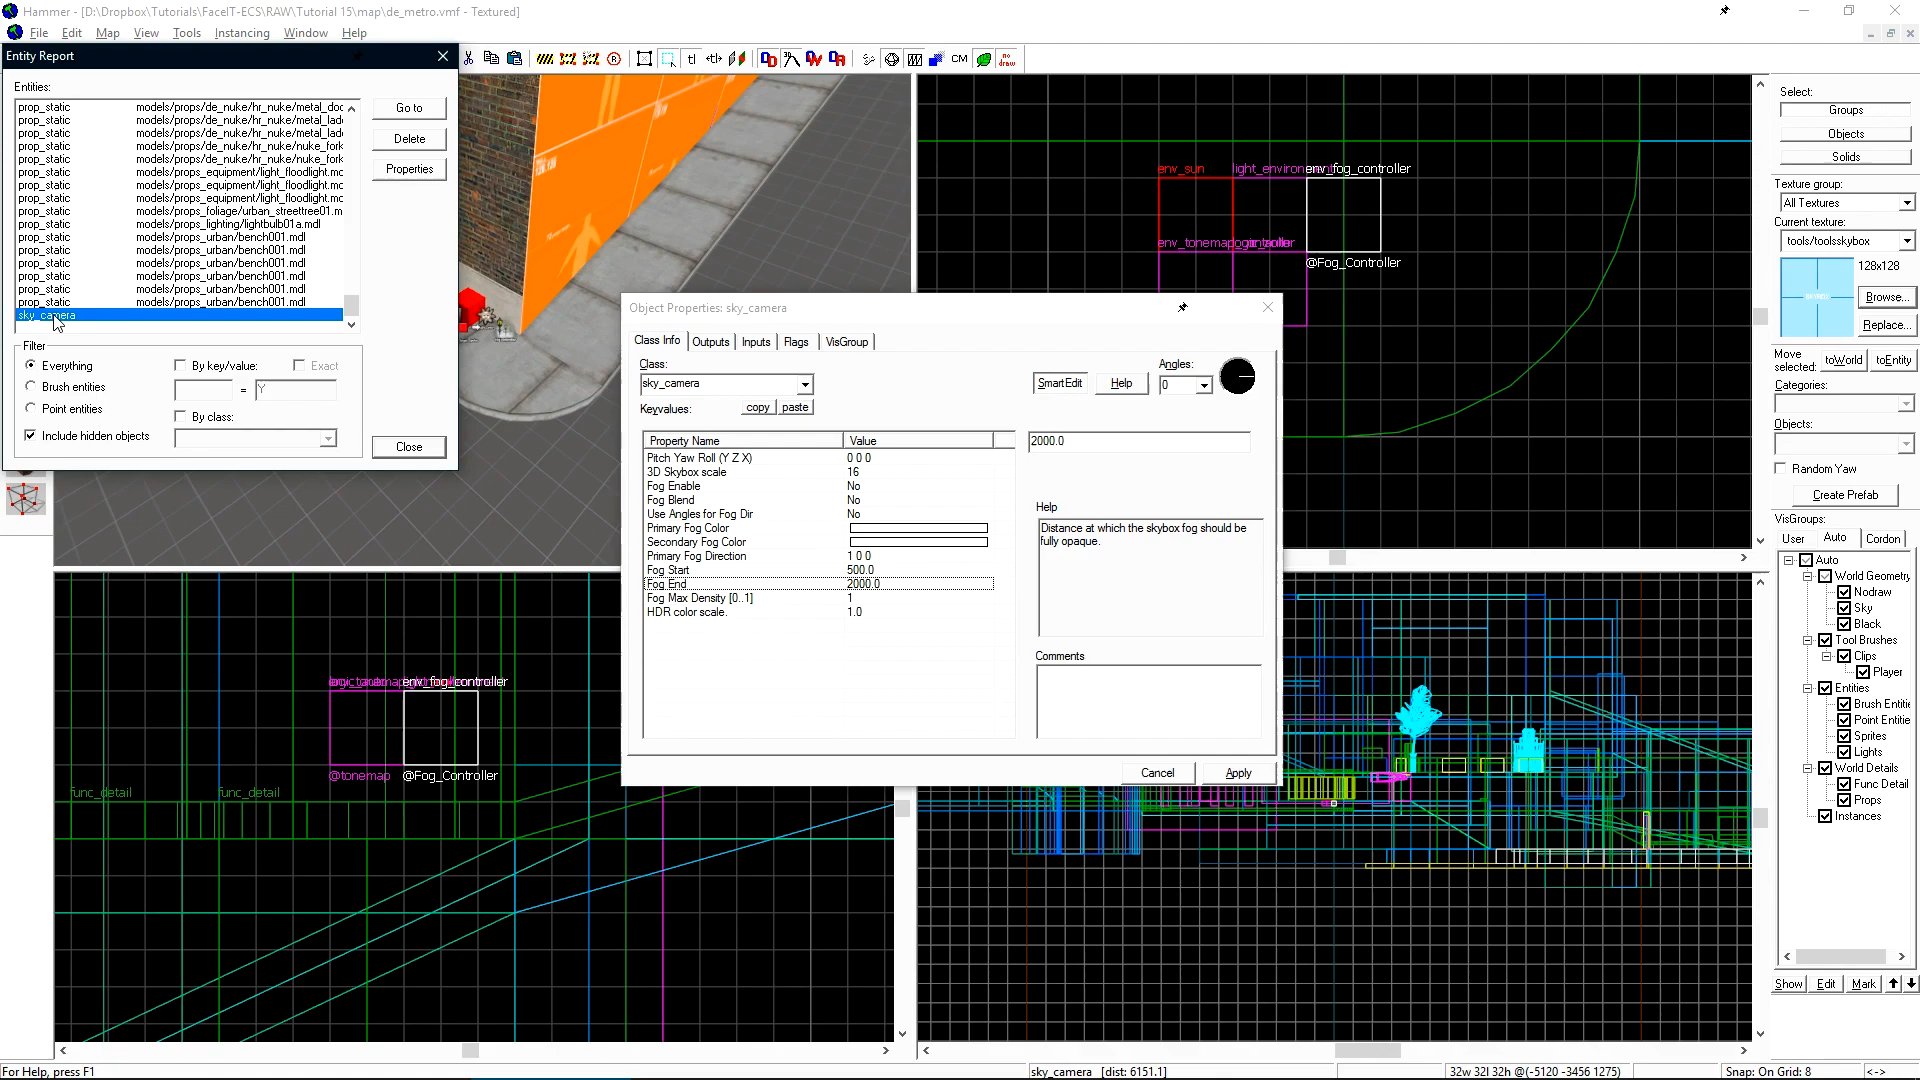 Hammer - [D:\Dropbox\Tutorials\FaceIT-ECS\RAW\Tutorial 15\map\de_metro.vmf - Textured]
File Edit Map View Tools Instancing Window Help
Entity Report
Entities:
prop_static models/props/de_nuke/hr_nuke/metal_doc
prop_static models/props/de_nuke/hr_nuke/metal_lad
prop_static models/props/de_nuke/hr_nuke/metal_lad
prop_static models/props/de_nuke/hr_nuke/nuke_fork
prop_static models/props/de_nuke/hr_nuke/nuke_fork
prop_static models/props_equipment/light_floodlight.mc
prop_static models/props_equipment/light_floodlight.mc
prop_static models/props_equipment/light_floodlight.mc
prop_static models/props_foliage/urban_streettree01.m
prop_static models/props_lighting/lightbulb01a.mdl
prop_static models/props_urban/bench001.mdl
prop_static models/props_urban/bench001.mdl
prop_static models/props_urban/bench001.mdl
prop_static models/props_urban/bench001.mdl
prop_static models/props_urban/bench001.mdl
prop_static models/props_urban/bench001.mdl
sky_camera
Go to
Delete
Properties
Filter
Everything
Brush entities
Point entities
Include hidden objects
By key/value:
Exact
= Y
By class:
Close
tl
CM
no draw
env_sun
light_environment
env_fog_controller
@Fog_Controller
Object Properties: sky_camera
Class Info Outputs Inputs Flags VisGroup
Class:
sky_camera
Keyvalues:
copy paste
SmartEdit
Help
Angles:
0
Property Name Value
Pitch Yaw Roll (Y Z X) 0 0 0
3D Skybox scale 16
Fog Enable No
Fog Blend No
Use Angles for Fog Dir No
Primary Fog Color
Secondary Fog Color
Primary Fog Direction 1 0 0
Fog Start 500.0
Fog End 2000.0
Fog Max Density [0..1] 1
HDR color scale. 1.0
2000.0
Help
Distance at which the skybox fog should be
fully opaque.
Comments
Cancel
Apply
env_fog_controller
@tonemap @Fog_Controller
func_detail func_detail
Select:
Groups
Objects
Solids
Texture group:
All Textures
Current texture:
tools/toolsskybox
128x128
Browse...
Replace...
Move
selected:
toWorld
toEntity
Categories:
Objects:
Random Yaw
Create Prefab
VisGroups:
User Auto Cordon
Auto
World Geometry
Nodraw
Sky
Black
Tool Brushes
Clips
Player
Entities
Brush Entitie
Point Entitie
Sprites
Lights
World Details
Func Detail
Props
Instances
Show Edit Mark
For Help, press F1
sky_camera [dist: 6151.1]
32w 32l 32h @(-5120 -3456 1275)
Snap: On Grid: 8
<->